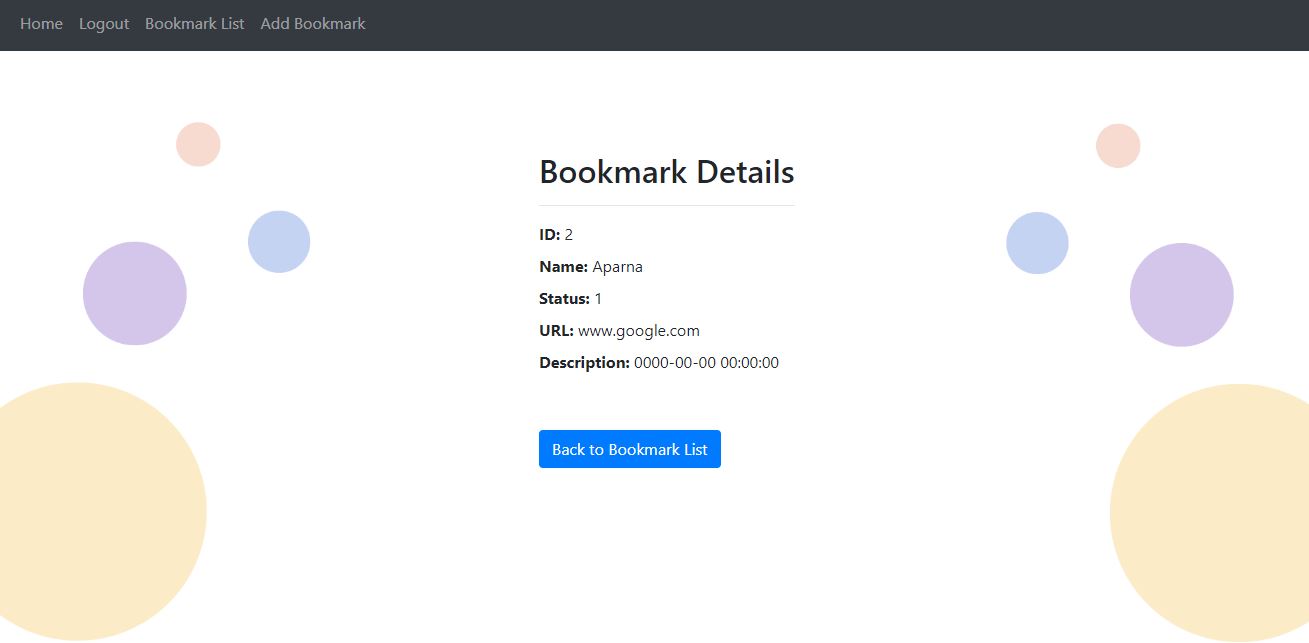 Home Logout Bookmark List Add Bookmark
Bookmark Details
ID: 2
Name: Aparna
Status: 1
URL: www.google.com
Description: 0000-00-00 00:00:00
Back to Bookmark List